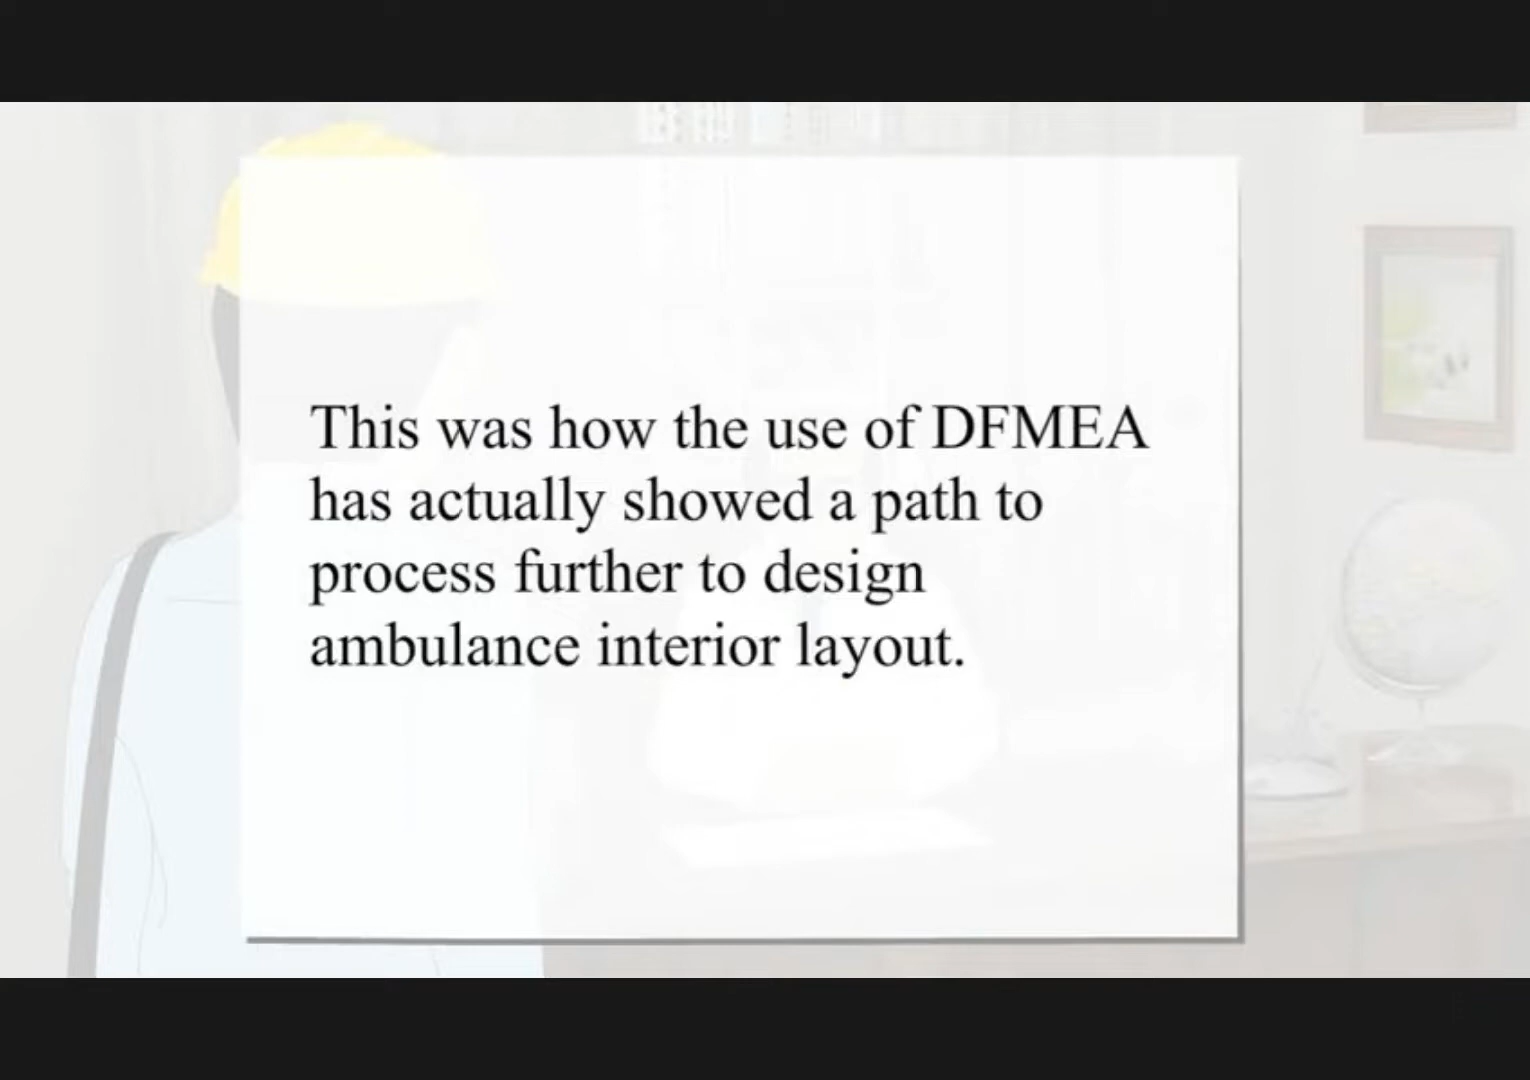 This was how the use of DFMEA
has actually showed a path to
process further to design
ambulance interior layout.